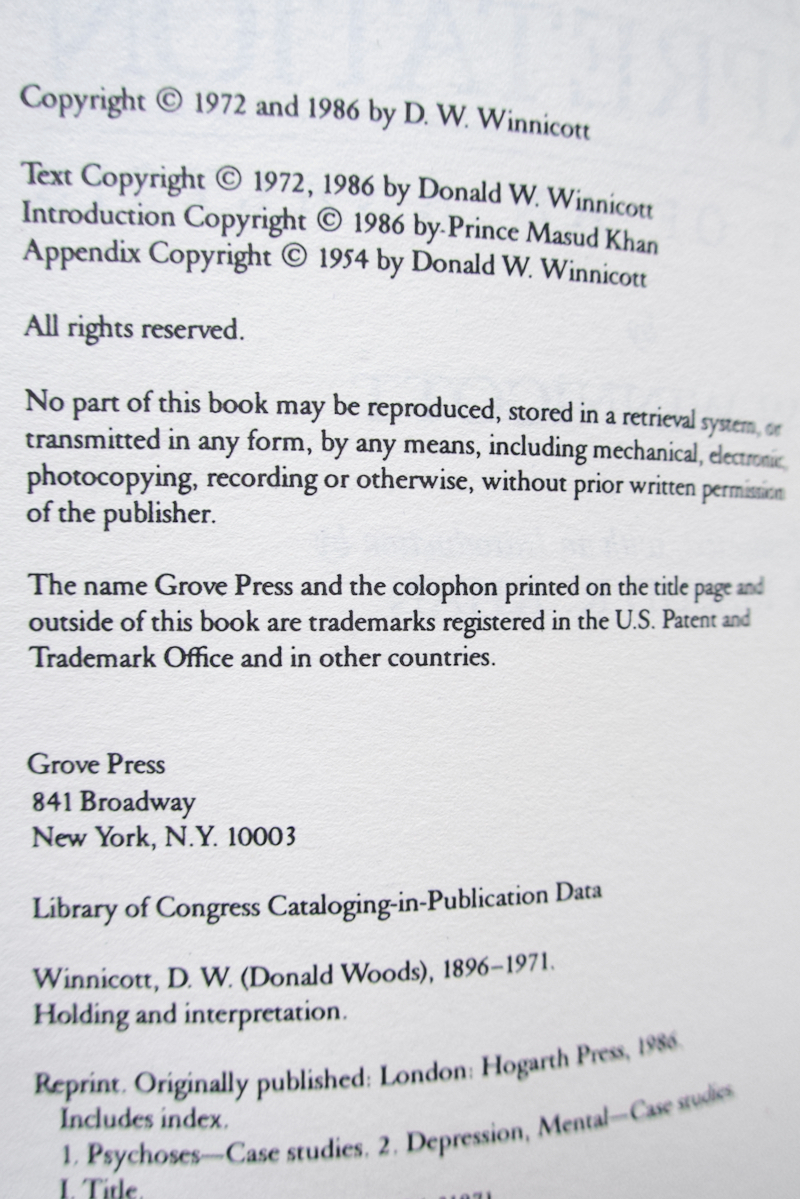 Copyright © 1972 and 1986 by D. W. Winnicott
Text Copyright © 1972, 1986 by Donald W. Winnicott
Introduction Copyright © 1986 by Prince Masud Khan
Appendix Copyright © 1954 by Donald W. Winnicott
All rights reserved.
No part of this book may be reproduced, stored in a retrieval system, or
transmitted in any form, by any means, including mechanical, electronic,
photocopying, recording or otherwise, without prior written permission
of the publisher.
The name Grove Press and the colophon printed on the title page and
outside of this book are trademarks registered in the U.S. Patent and
Trademark Office and in other countries.
Grove Press
841 Broadway
New York, N.Y. 10003
Library of Congress Cataloging-in-Publication Data
Winnicott, D. W. (Donald Woods), 1896–1971.
Holding and interpretation.
Reprint. Originally published: London: Hogarth Press, 1986.
Includes index.
1. Psychoses—Case studies. 2. Depression, Mental—Case studies.
I. Title.